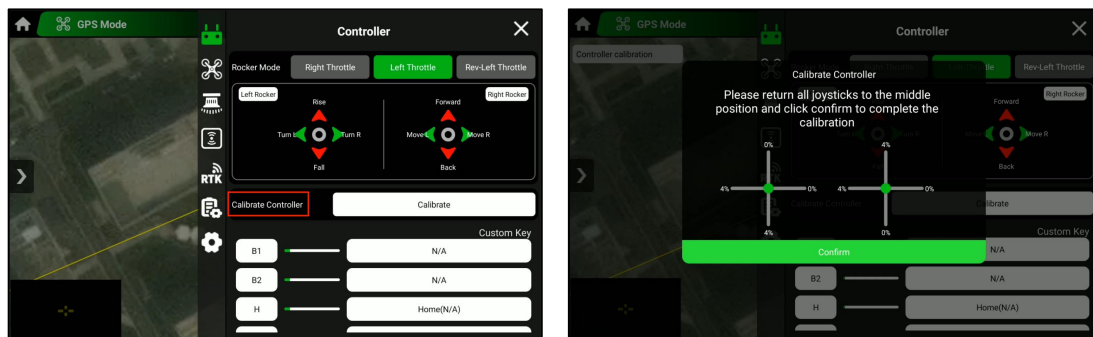 GPS Mode
Controller
Rocker Mode
Right Throttle
Left Throttle
Rev-Left Throttle
Left Rocker
Right Rocker
Rise
Forward
Turn L
Turn R
Move L
Move R
Fall
Back
RTK
Calibrate Controller
Calibrate
Custom Key
B1
N/A
B2
N/A
H
Home(N/A)
GPS Mode
Controller
Controller calibration
Rev-Left Throttle
Right Rocker
Calibrate Controller
Please return all joysticks to the middle
position and click confirm to complete the
calibration
0%
4%
Forward
4%
0%
4%
0%
Move R
Back
4%
0%
Calibrate Controller
Calibrate
Custom Key
Confirm
N/A
B2
N/A
H
Home(N/A)